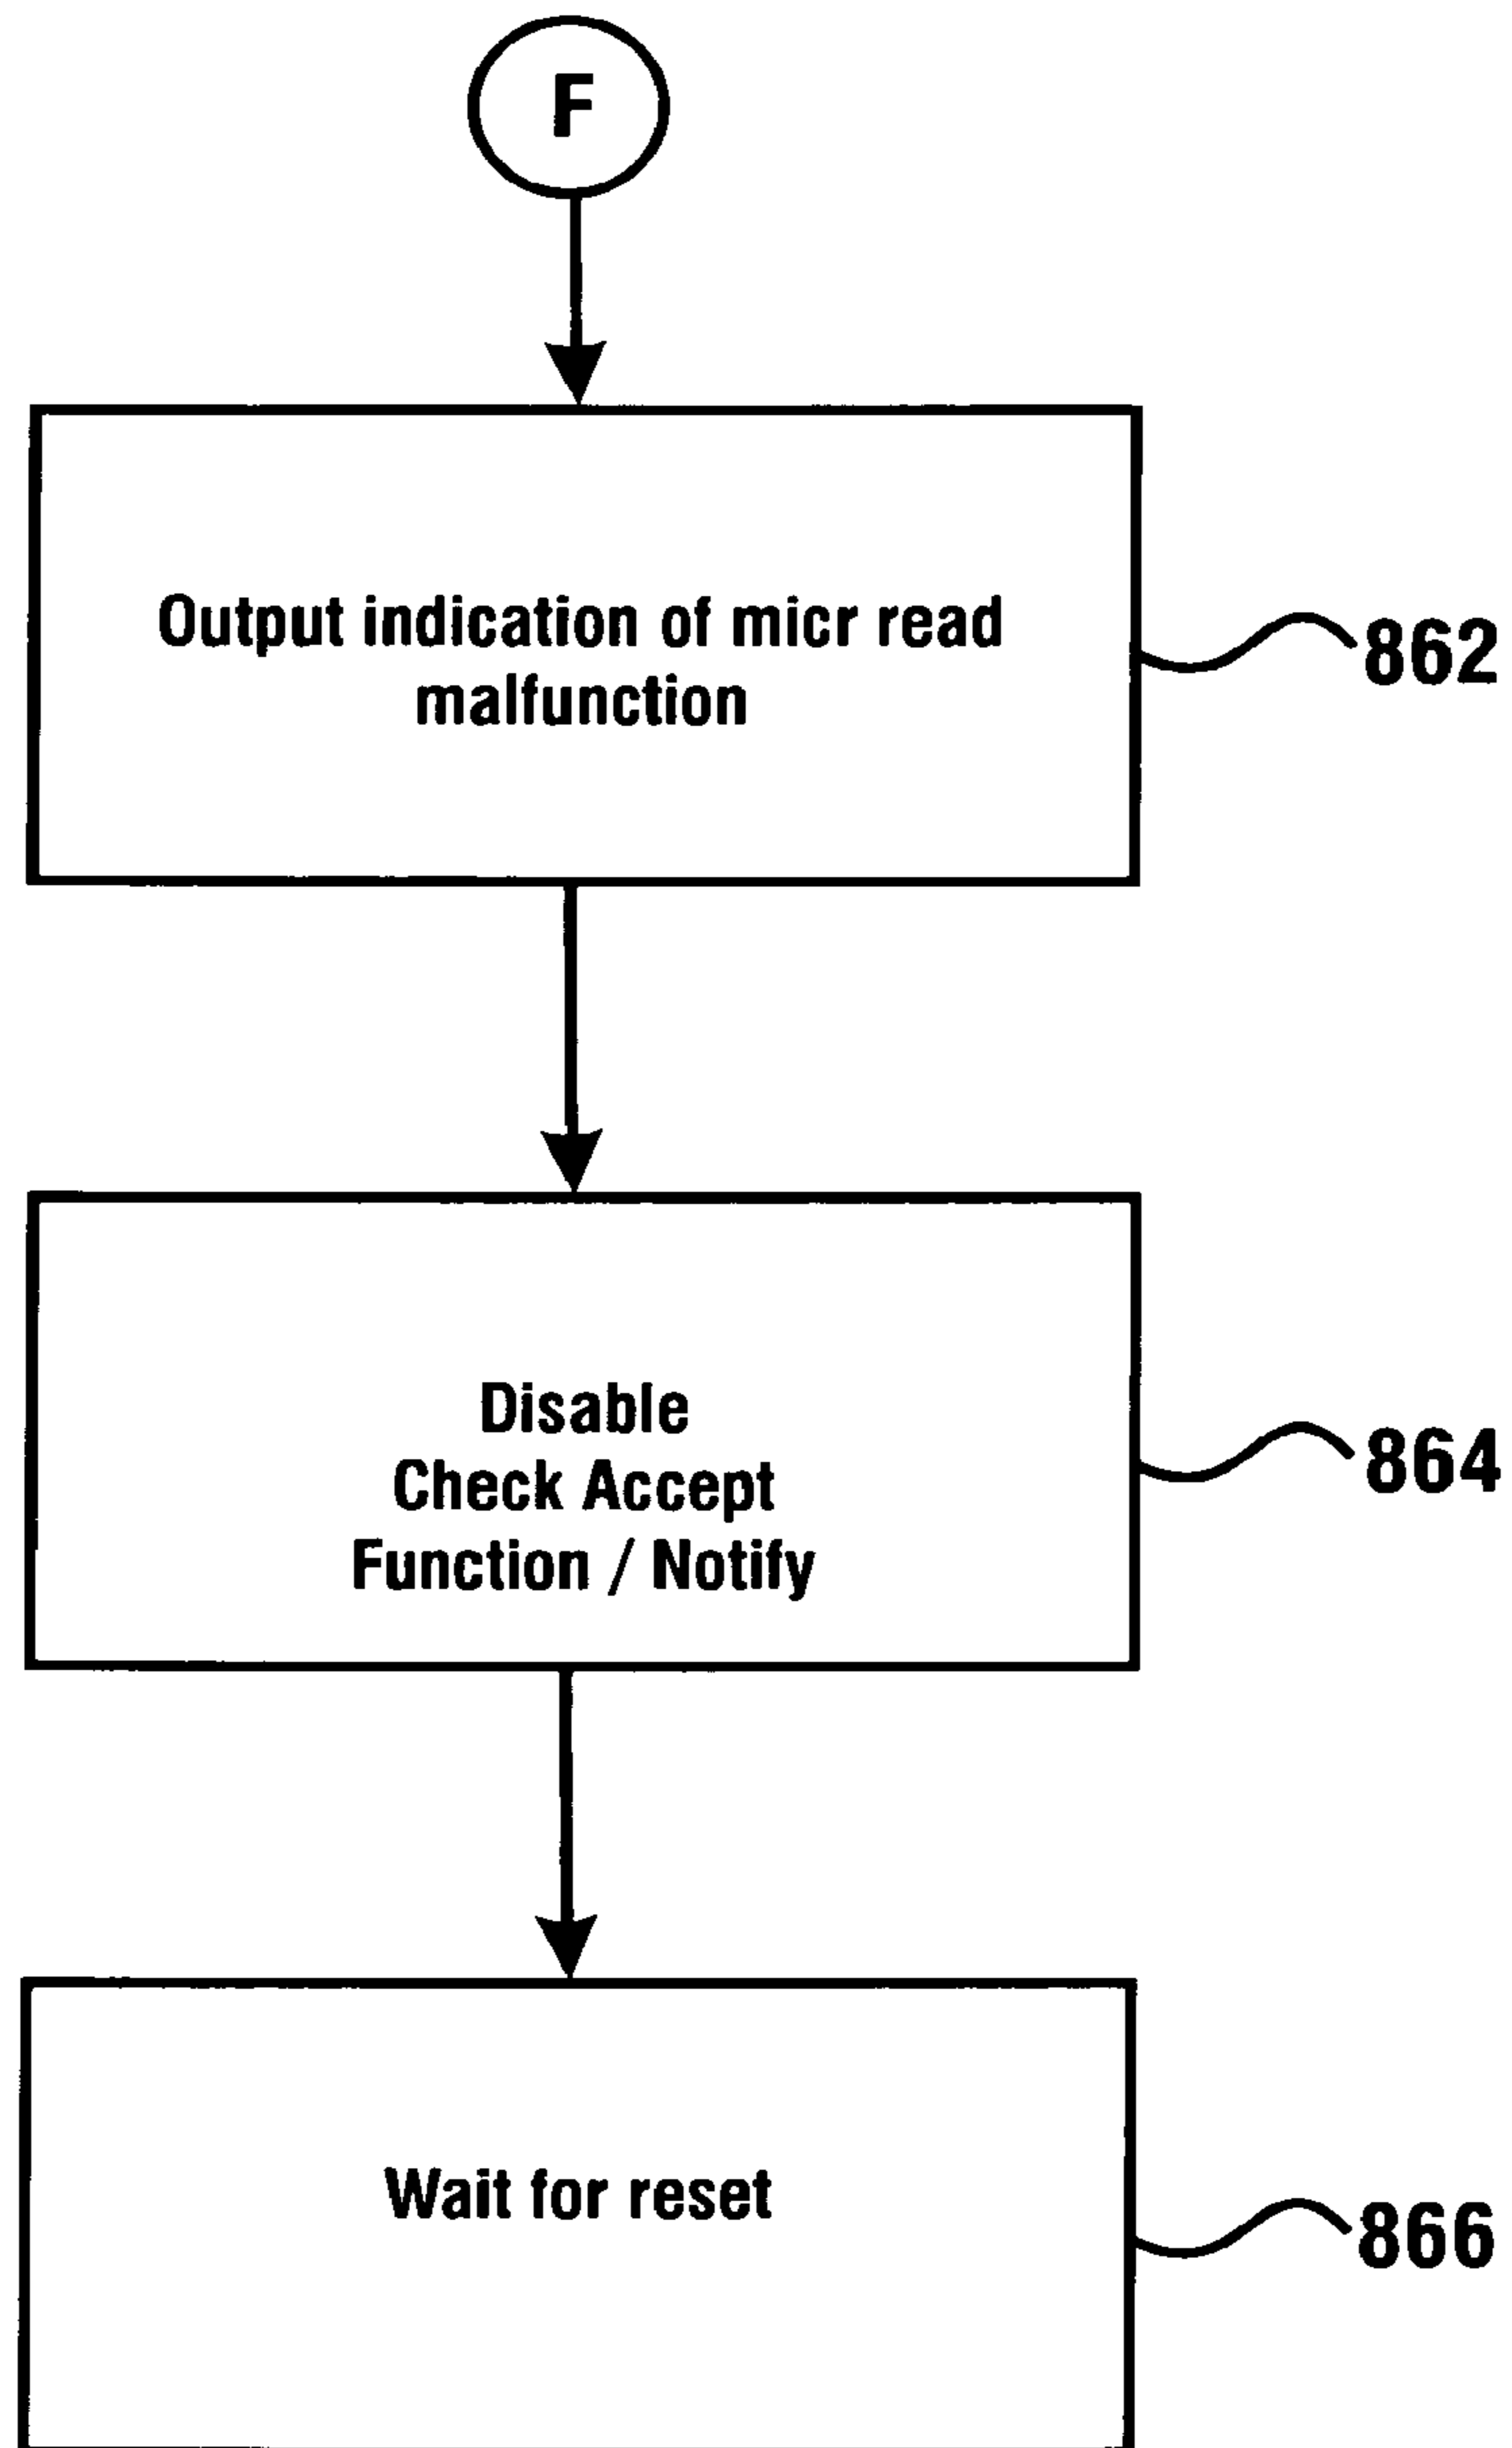 F
Output indication of micr read
malfunction
862
Disable
Check Accept
Function / Notify
864
Wait for reset
866